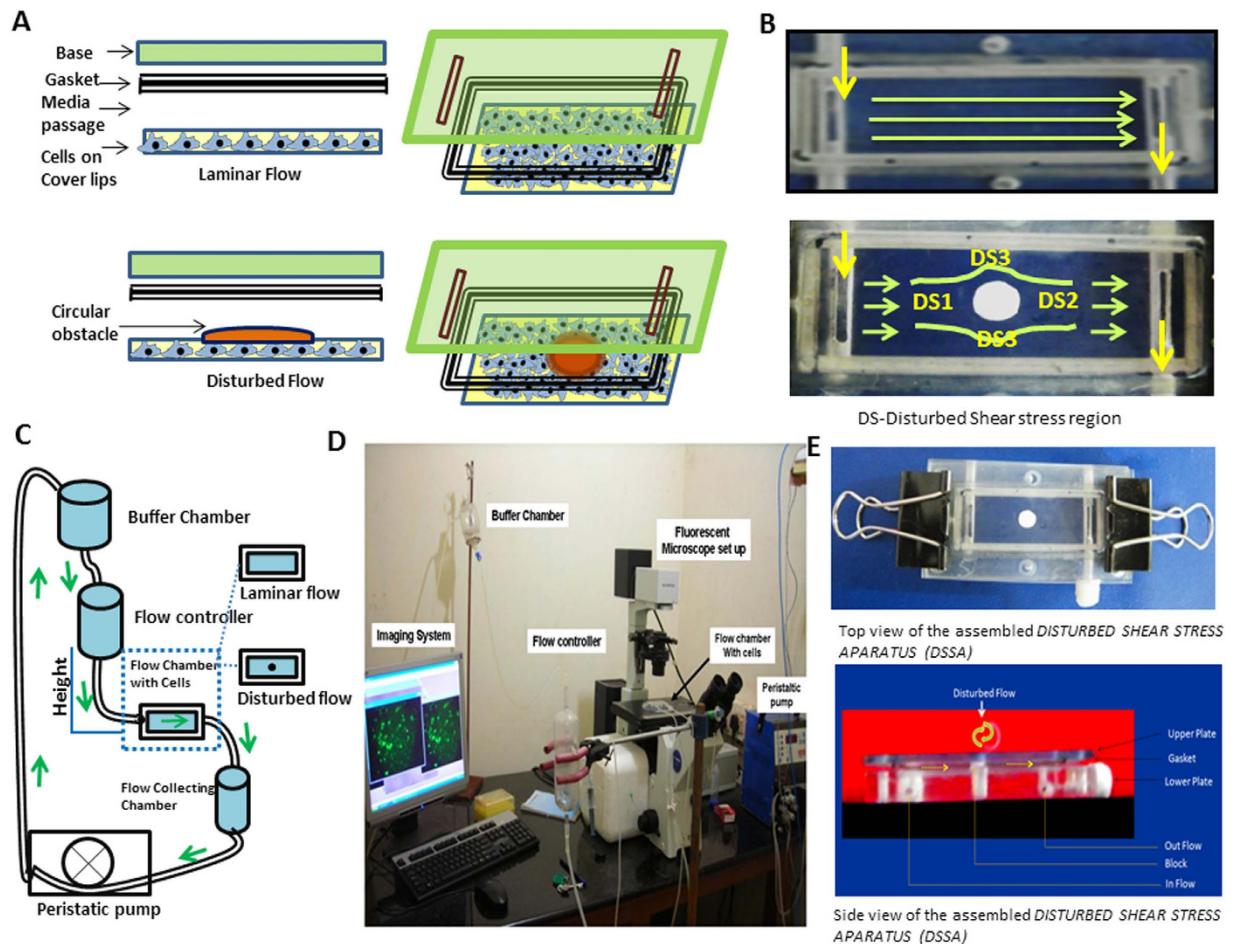 A
Base
Gasket
Media
passage
Cells on
Cover lips
Laminar Flow
Circular
obstacle
Disturbed Flow
B
DS3
DS1
DS2
DS3
DS-Disturbed Shear stress region
C
Buffer Chamber
Flow controller
Height
Flow Chamber
with Cells
Laminar flow
Disturbed flow
Flow Collecting
Chamber
Peristatic pump
D
Buffer Chamber
Fluorescent
Microscope set up
Imaging System
Flow controller
Flow chamber
With cells
Peristaltic
pump
E
Top view of the assembled DISTURBED SHEAR STRESS
APARATUS (DSSA)
Disturbed Flow
Upper Plate
Gasket
Lower Plate
Out Flow
Block
In Flow
Side view of the assembled DISTURBED SHEAR STRESS
APARATUS (DSSA)